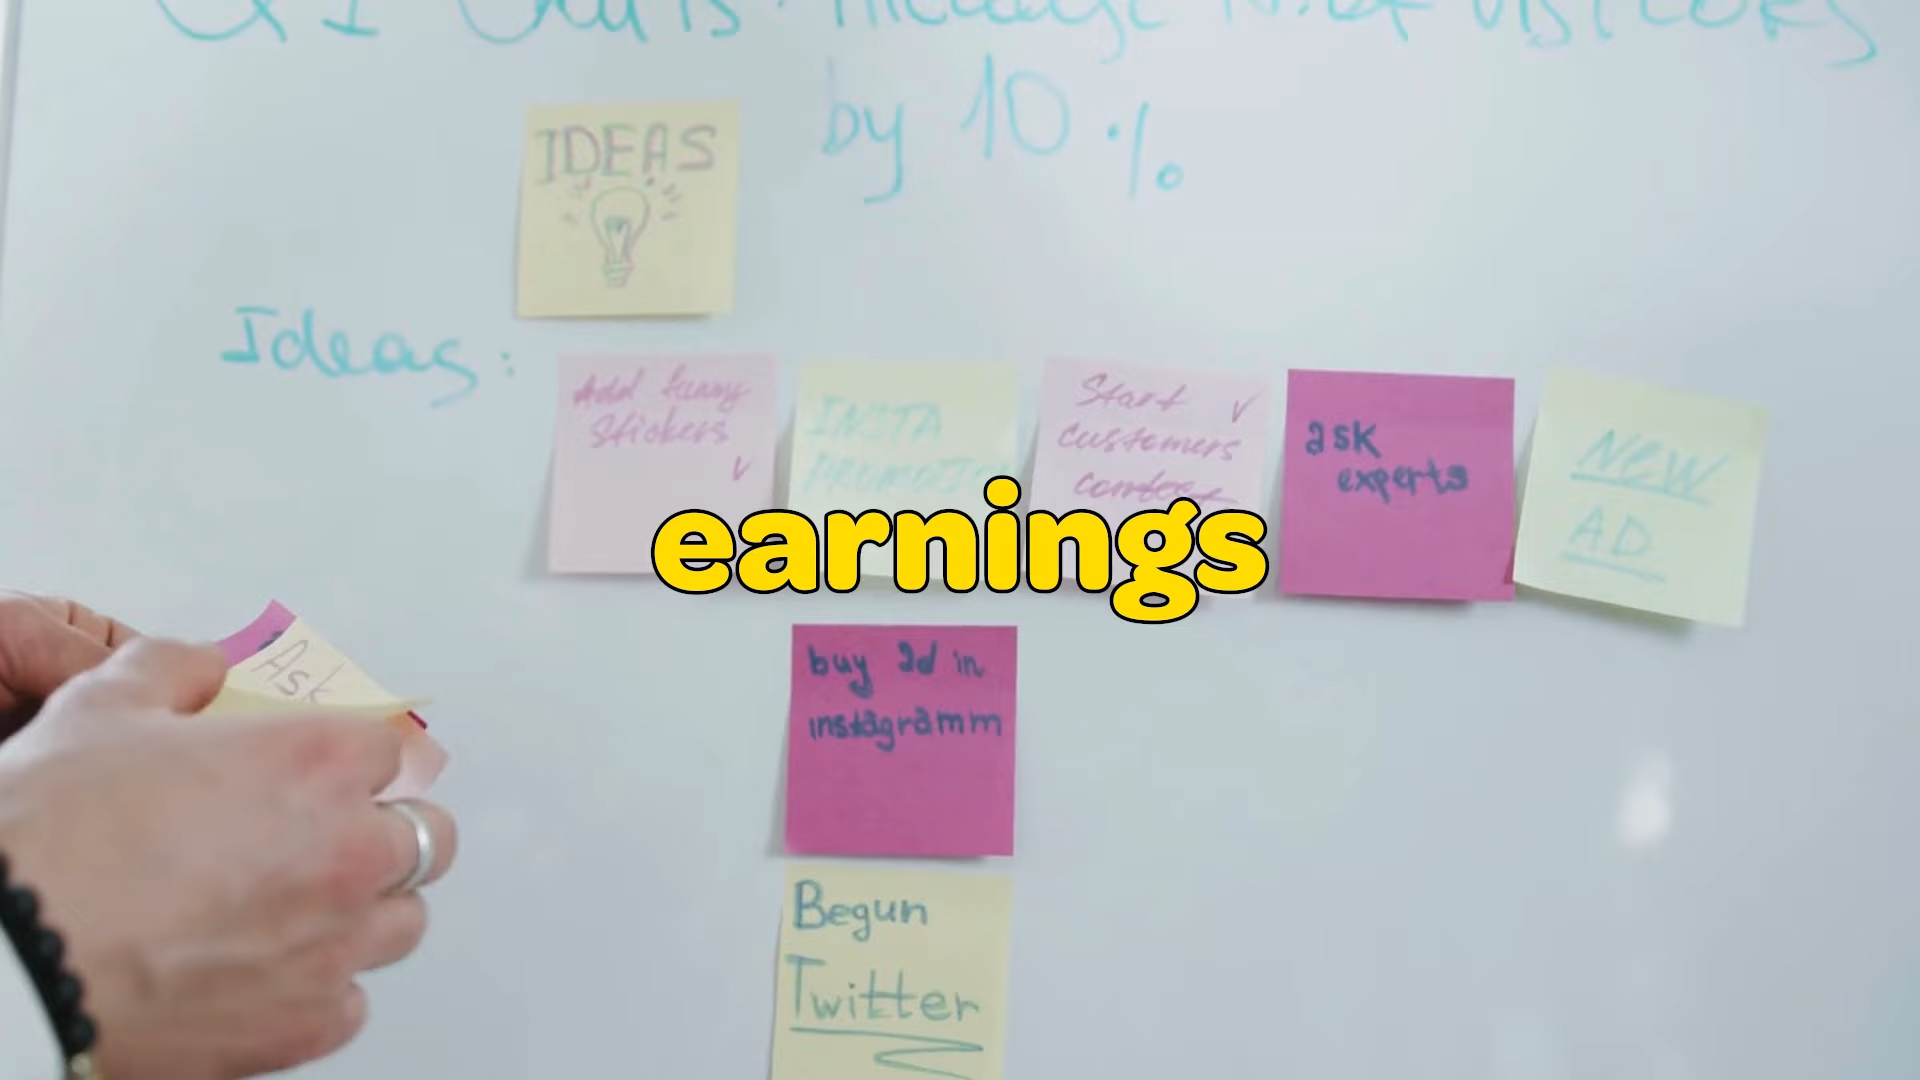 by 10 %
IDEAS
Ideas:
Add funny
stickers
v
INSTA
Start v
customers
contest
ask
experts
NEW
AD
earnings
Ask
buy ad in
instagramm
Begun
Twitter